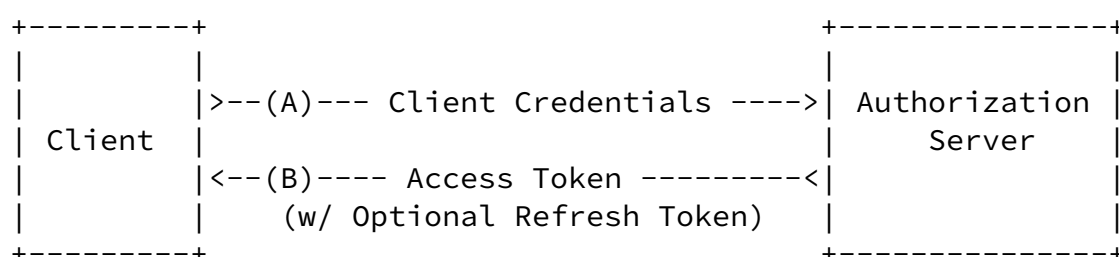 +---------+                                  +---------------+
|         |                                  |               |
|         |>--(A)--- Client Credentials ---->| Authorization |
| Client  |                                  |     Server    |
|         |<--(B)---- Access Token ---------<|               |
|         |    (w/ Optional Refresh Token)   |               |
+---------+                                  +---------------+